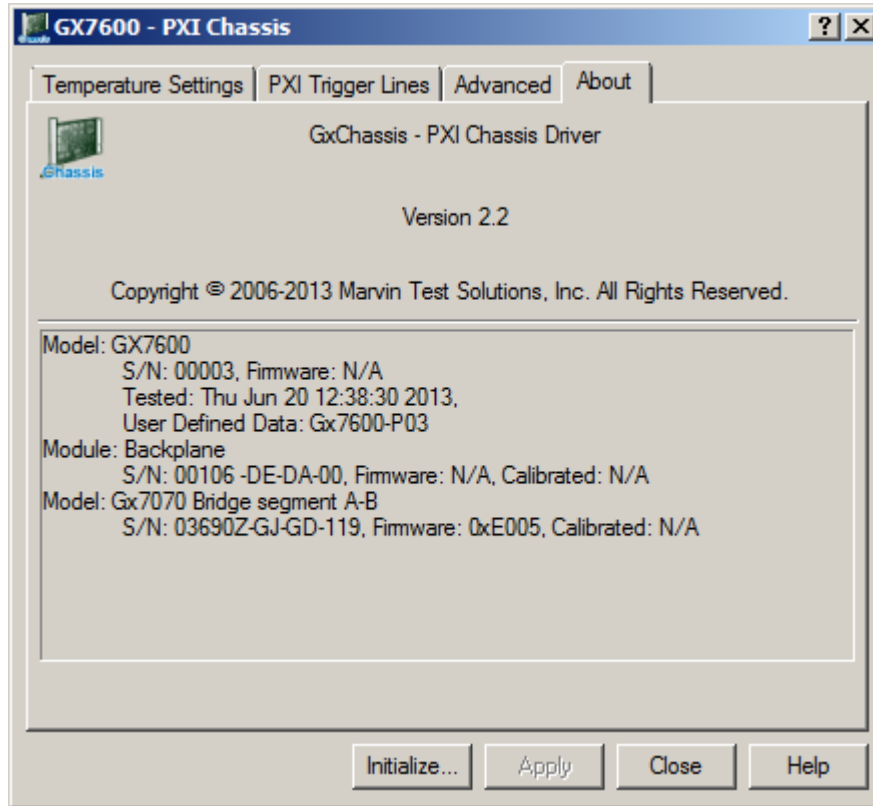 GX7600 - PXI Chassis
Temperature Settings PXI Trigger Lines Advanced About
Chassis
GxChassis - PXI Chassis Driver
Version 2.2
Copyright © 2006-2013 Marvin Test Solutions, Inc. All Rights Reserved.
Model: GX7600
S/N: 00003, Firmware: N/A
Tested: Thu Jun 20 12:38:30 2013,
User Defined Data: Gx7600-P03
Module: Backplane
S/N: 00106 -DE-DA-00, Firmware: N/A, Calibrated: N/A
Model: Gx7070 Bridge segment A-B
S/N: 03690Z-GJ-GD-119, Firmware: 0xE005, Calibrated: N/A
Initialize... Apply Close Help